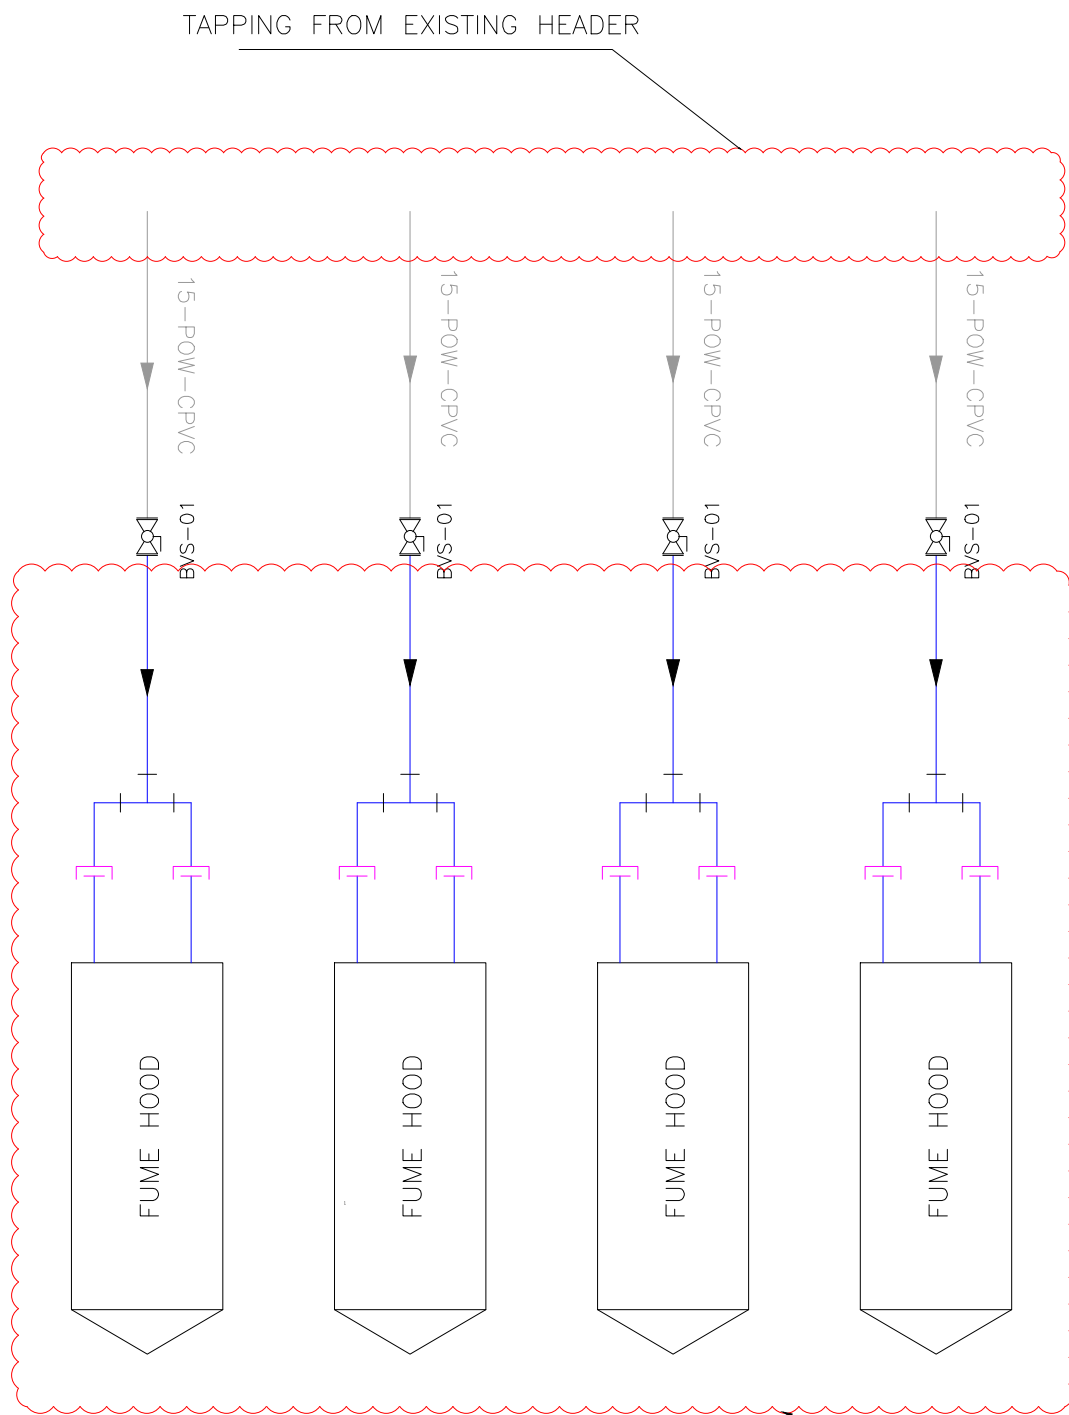 TAPPING FROM EXISTING HEADER
15-POW-CPVC
15-POW-CPVC
15-POW-CPVC
15-POW-CPVC
BVS-01
BVS-01
BVS-01
BVS-01
FUME HOOD
FUME HOOD
FUME HOOD
FUME HOOD